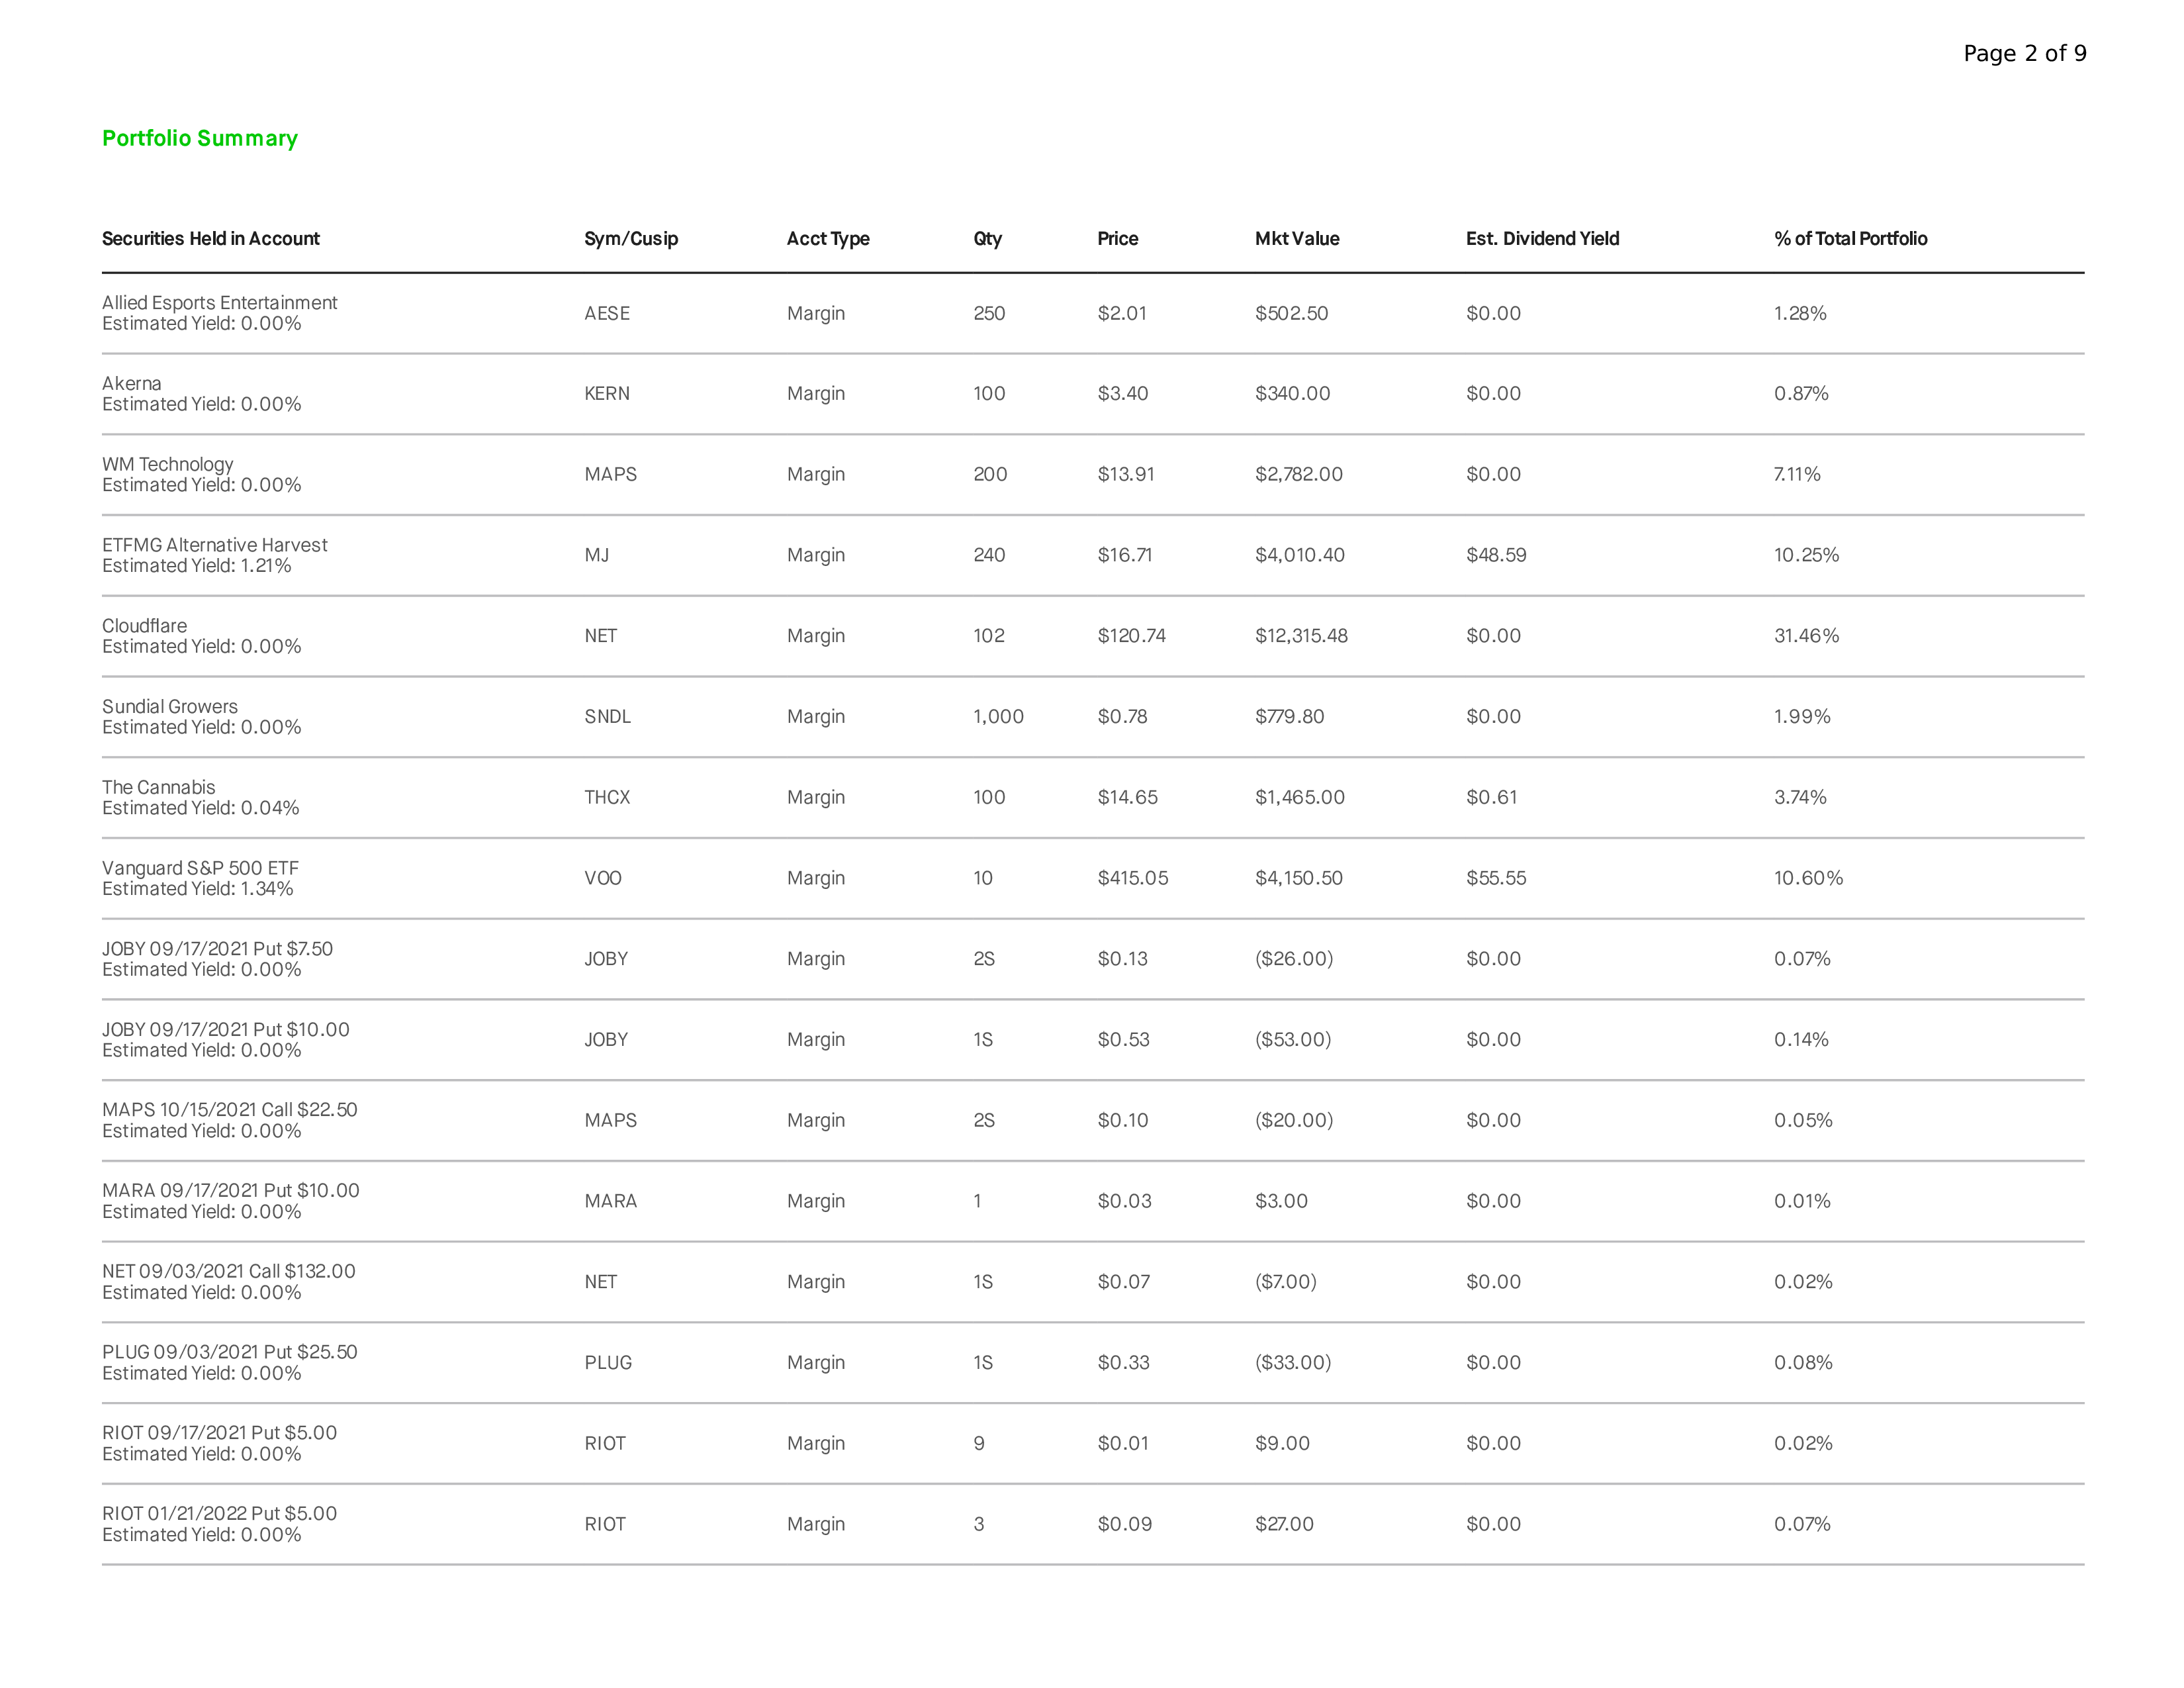 Page 2 of 9
Portfolio Summary
Securities Held in Account Sym/Cusip Acct Type Qty Price Mkt Value Est. Dividend Yield % of Total Portfolio
Allied Esports Entertainment
Estimated Yield: 0.00% AESE Margin 250 $2.01 $502.50 $0.00 1.28%
Akerna
Estimated Yield: 0.00% KERN Margin 100 $3.40 $340.00 $0.00 0.87%
WM Technology
Estimated Yield: 0.00% MAPS Margin 200 $13.91 $2,782.00 $0.00 7.11%
ETFMG Alternative Harvest
Estimated Yield: 1.21% MJ Margin 240 $16.71 $4,010.40 $48.59 10.25%
Cloudflare
Estimated Yield: 0.00% NET Margin 102 $120.74 $12,315.48 $0.00 31.46%
Sundial Growers
Estimated Yield: 0.00% SNDL Margin 1,000 $0.78 $779.80 $0.00 1.99%
The Cannabis
Estimated Yield: 0.04% THCX Margin 100 $14.65 $1,465.00 $0.61 3.74%
Vanguard S&P 500 ETF
Estimated Yield: 1.34% VOO Margin 10 $415.05 $4,150.50 $55.55 10.60%
JOBY 09/17/2021 Put $7.50
Estimated Yield: 0.00% JOBY Margin 2S $0.13 ($26.00) $0.00 0.07%
JOBY 09/17/2021 Put $10.00
Estimated Yield: 0.00% JOBY Margin 1S $0.53 ($53.00) $0.00 0.14%
MAPS 10/15/2021 Call $22.50
Estimated Yield: 0.00% MAPS Margin 2S $0.10 ($20.00) $0.00 0.05%
MARA 09/17/2021 Put $10.00
Estimated Yield: 0.00% MARA Margin 1 $0.03 $3.00 $0.00 0.01%
NET 09/03/2021 Call $132.00
Estimated Yield: 0.00% NET Margin 1S $0.07 ($7.00) $0.00 0.02%
PLUG 09/03/2021 Put $25.50
Estimated Yield: 0.00% PLUG Margin 1S $0.33 ($33.00) $0.00 0.08%
RIOT 09/17/2021 Put $5.00
Estimated Yield: 0.00% RIOT Margin 9 $0.01 $9.00 $0.00 0.02%
RIOT 01/21/2022 Put $5.00
Estimated Yield: 0.00% RIOT Margin 3 $0.09 $27.00 $0.00 0.07%